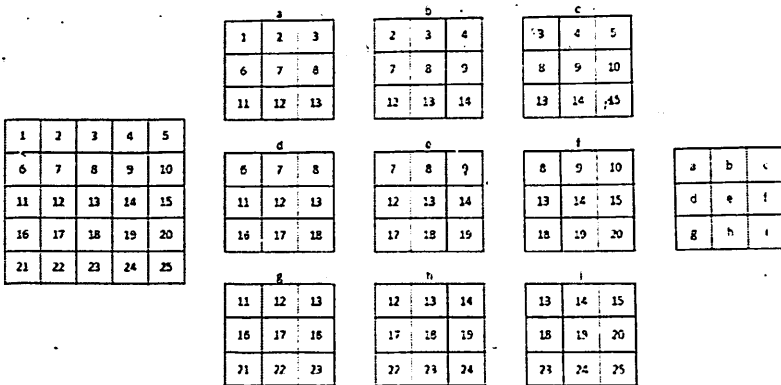 a b c
1 2 3 2 3 4 3 4 5
6 7 8 7 8 9 8 9 10
11 12 13 12 13 14 13 14 15
1 2 3 4 5
6 7 8 9 10
11 12 13 14 15
16 17 18 19 20
21 22 23 24 25
d e f
6 7 8 7 8 9 8 9 10
11 12 13 12 13 14 13 14 15
16 17 18 17 18 19 18 19 20
a b c
d e f
g h i
g h i
11 12 13 12 13 14 13 14 15
16 17 18 17 18 19 18 19 20
21 22 23 22 23 24 23 24 25